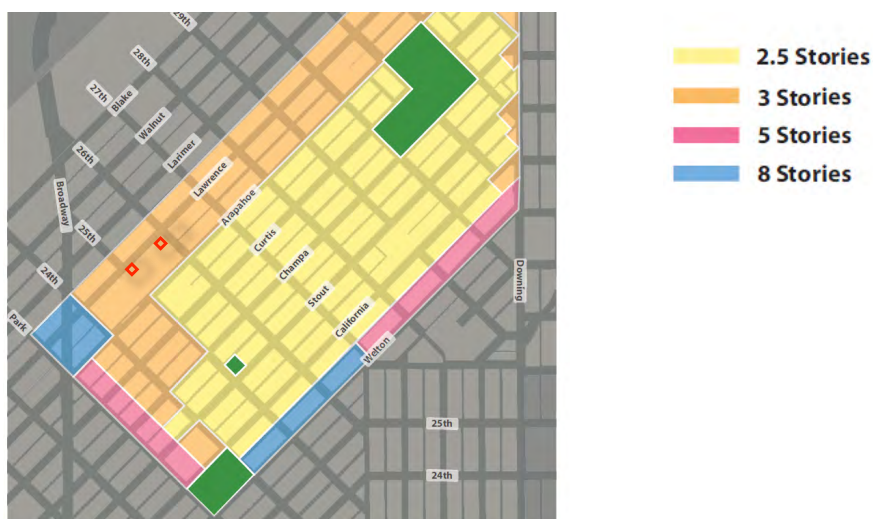 29th
28th
27th
Blake
Walnut
26th
Larimer
Lawrence
Broadway
Arapahoe
25th
Curtis
24th
Champa
Stout
Park
California
Welton
Downing
25th
24th
2.5 Stories
3 Stories
5 Stories
8 Stories